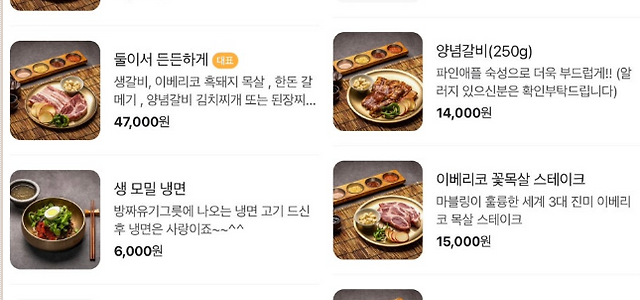 둘이서 든든하게 대표
생갈비, 이베리코 흑돼지 목살 , 한돈 갈
메기 , 양념갈비 김치찌개 또는 된장찌...
47,000원
생 모밀 냉면
방짜유기그릇에 나오는 냉면 고기 드신
후 냉면은 사랑이죠~~^^
6,000원
양념갈비(250g)
파인애플 숙성으로 더욱 부드럽게!! (알
러지 있으신분은 확인부탁드립니다)
14,000원
이베리코 꽃목살 스테이크
마블링이 훌륭한 세계 3대 진미 이베리
코 목살 스테이크
15,000원